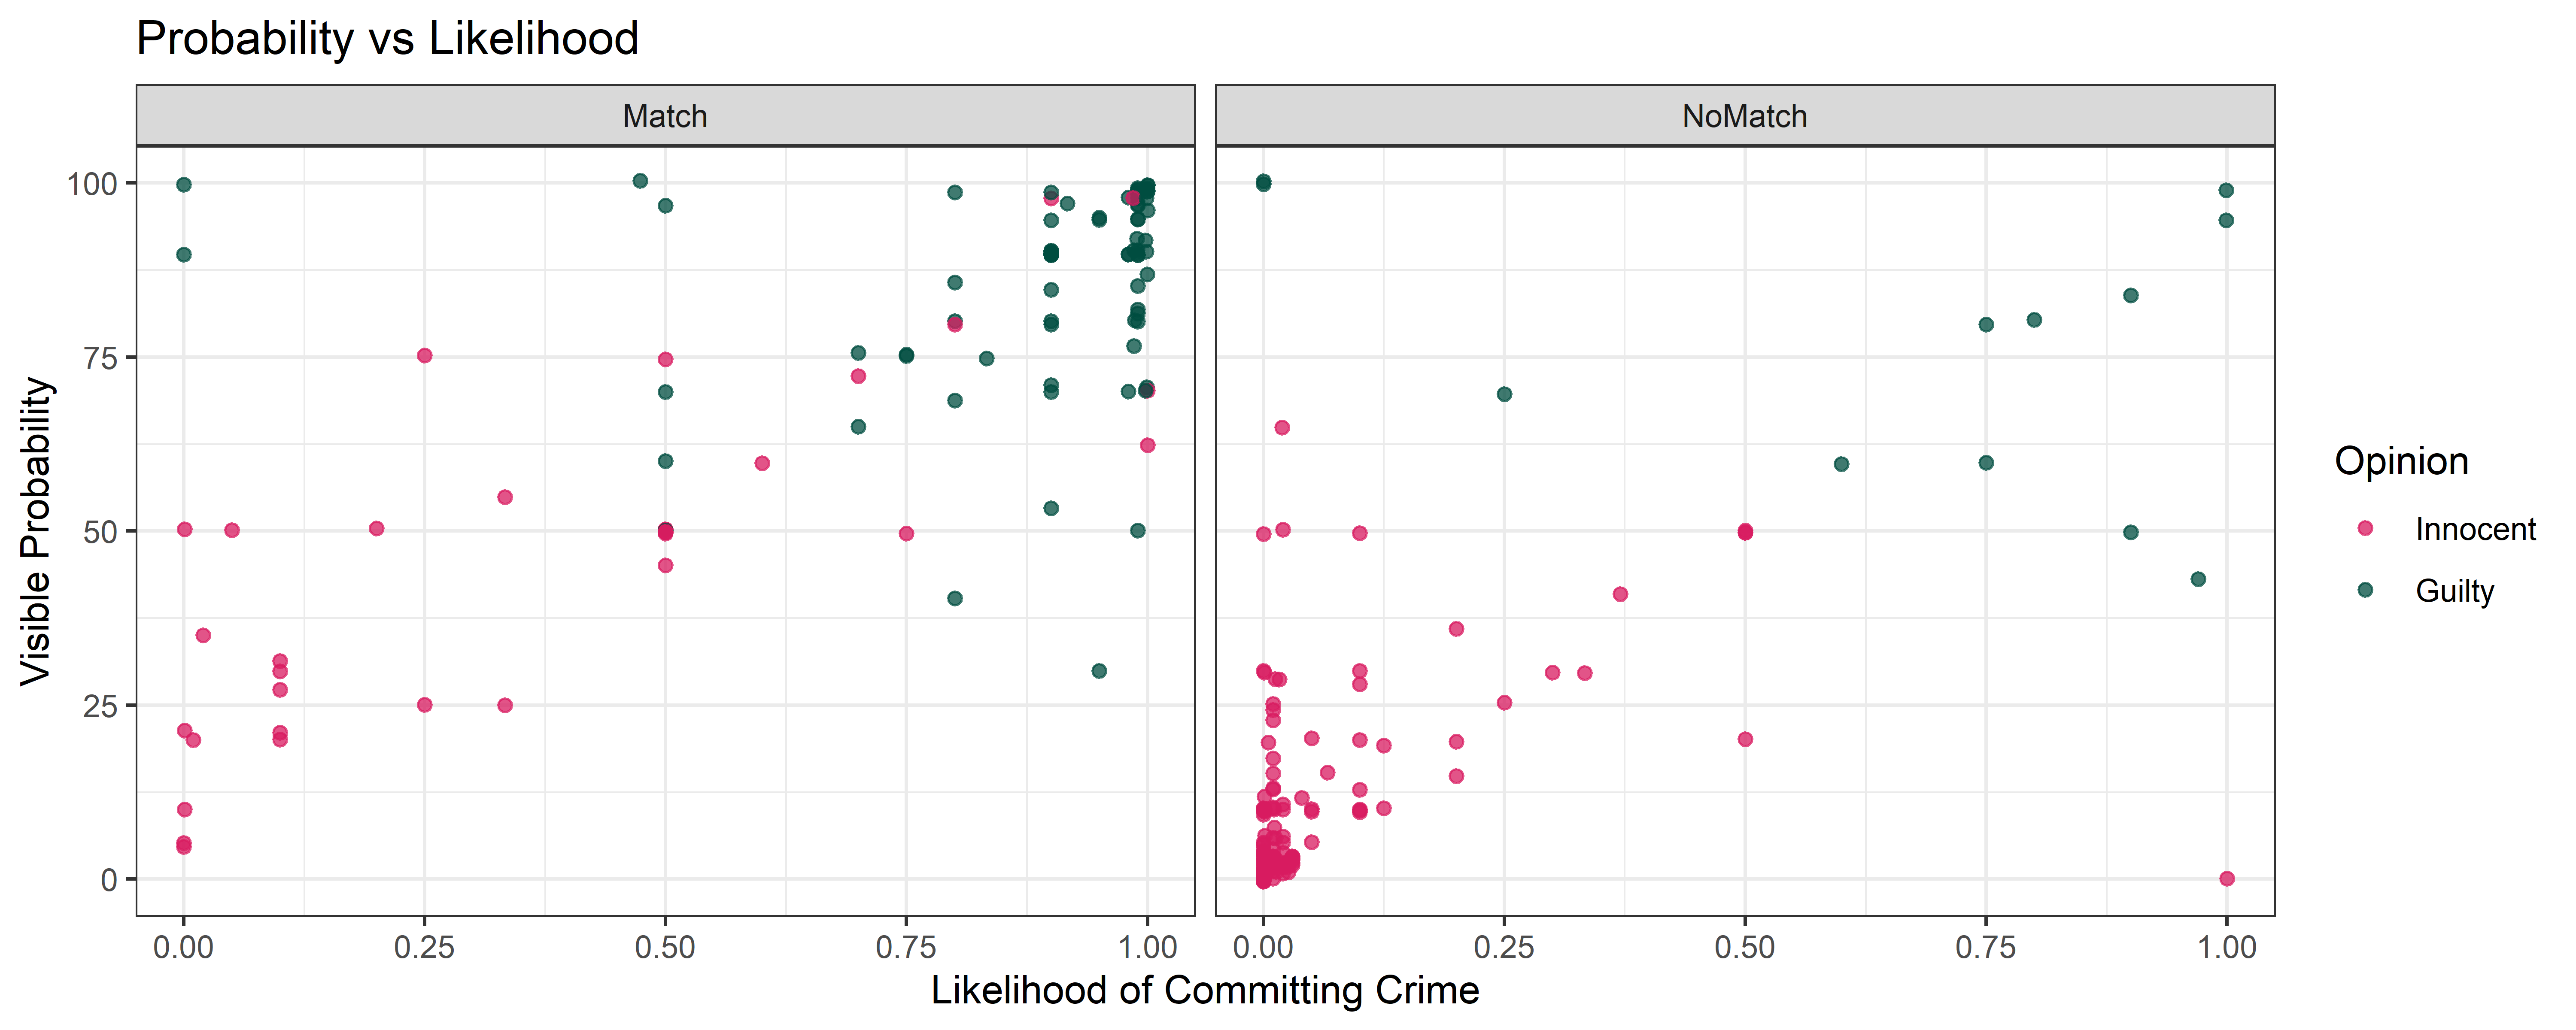 Probability vs Likelihood
Match
NoMatch
100
75
50
25
0
Visible Probability
0.00 0.25 0.50 0.75 1.00
0.00 0.25 0.50 0.75 1.00
Likelihood of Committing Crime
Opinion
Innocent
Guilty